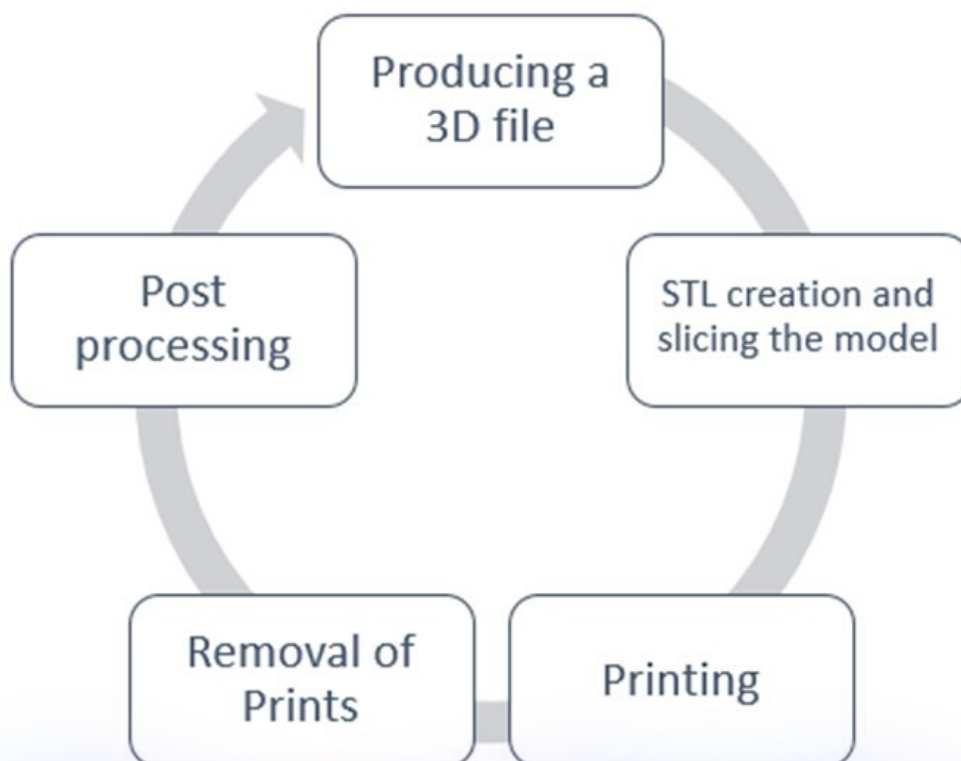 Producing a
3D file
STL creation and
slicing the model
Printing
Removal of
Prints
Post
processing